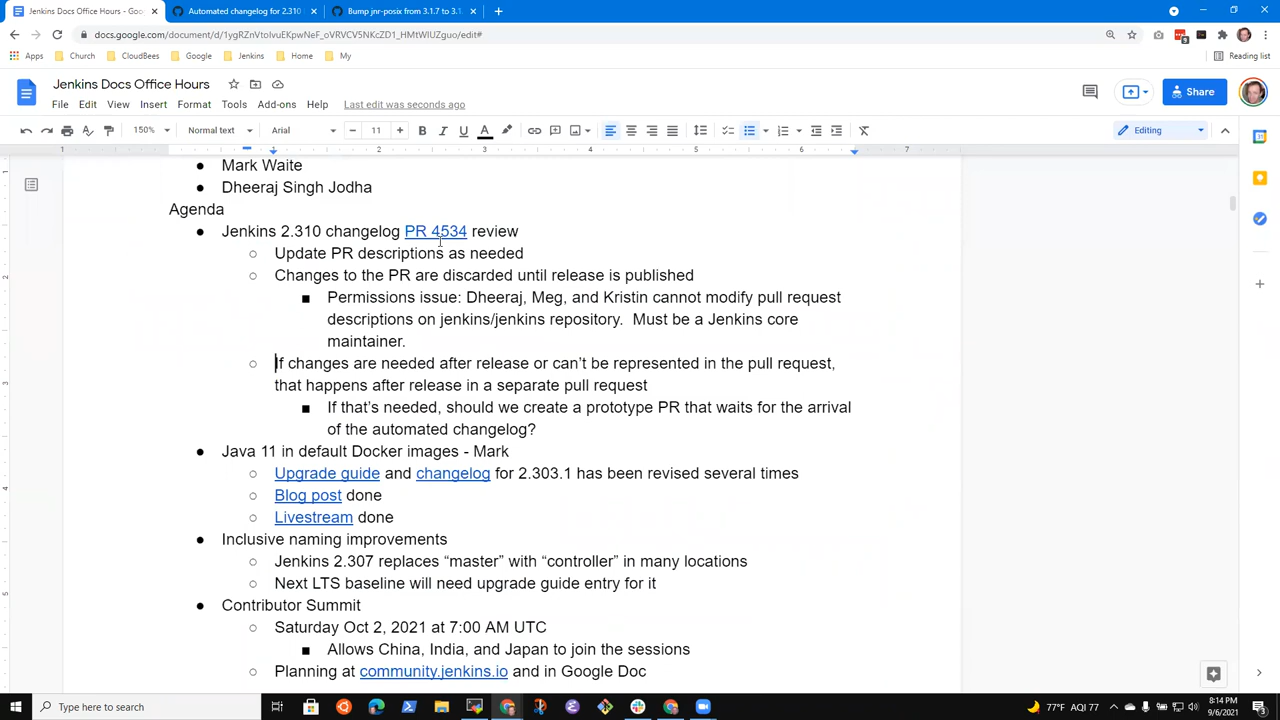 Jenkins Docs Office Hours - Goo
Automated changelog for 2.310
Bump jnr-posix from 3.1.7 to 3.1.
docs.google.com/document/d/1ygRZnVtoIvuEKpwNeF_oVRVCV5NKcZD1_HMtWIUZguo/edit#
Apps Church CloudBees Google Jenkins Home My Reading list
Jenkins Docs Office Hours
File Edit View Insert Format Tools Add-ons Help Last edit was seconds ago
Share
150% Normal text Arial 11 Editing
1 1 2 3 4 5 6 7
● Mark Waite
● Dheeraj Singh Jodha
Agenda
● Jenkins 2.310 changelog PR 4534 review
○ Update PR descriptions as needed
○ Changes to the PR are discarded until release is published
■ Permissions issue: Dheeraj, Meg, and Kristin cannot modify pull request
descriptions on jenkins/jenkins repository.  Must be a Jenkins core
maintainer.
○ If changes are needed after release or can’t be represented in the pull request,
that happens after release in a separate pull request
■ If that’s needed, should we create a prototype PR that waits for the arrival
of the automated changelog?
● Java 11 in default Docker images - Mark
○ Upgrade guide and changelog for 2.303.1 has been revised several times
○ Blog post done
○ Livestream done
● Inclusive naming improvements
○ Jenkins 2.307 replaces “master” with “controller” in many locations
○ Next LTS baseline will need upgrade guide entry for it
● Contributor Summit
○ Saturday Oct 2, 2021 at 7:00 AM UTC
■ Allows China, India, and Japan to join the sessions
○ Planning at community.jenkins.io and in Google Doc
Type here to search
77°F AQI 77
8:14 PM
9/6/2021